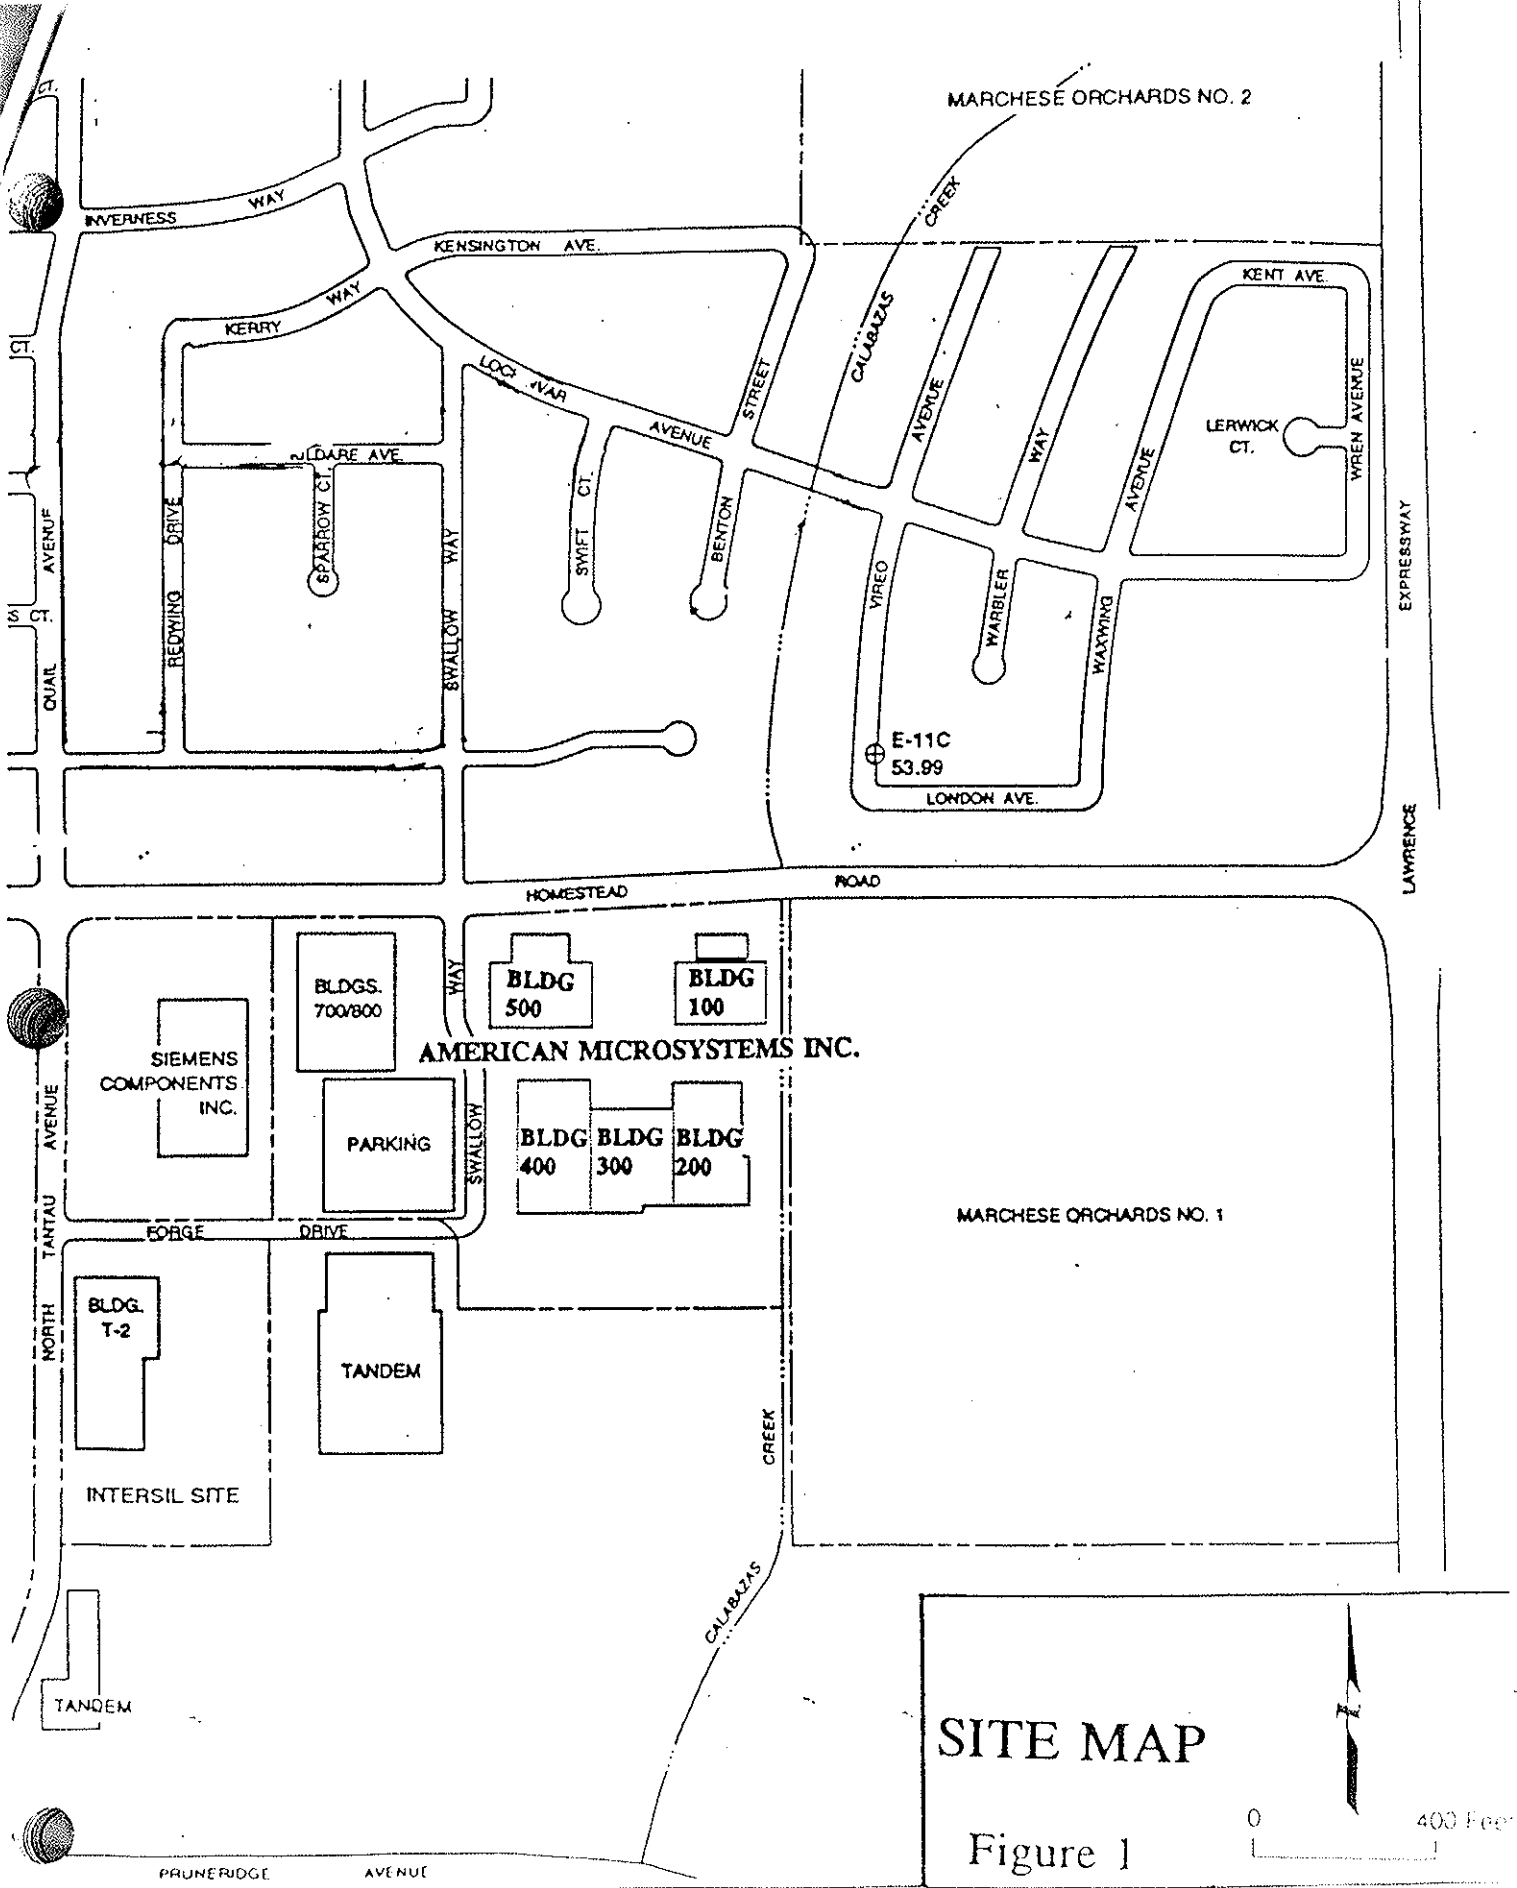 CT.
MARCHESE ORCHARDS NO. 2
INVERNESS WAY
CREEK
CALABAZAS
KENSINGTON AVE.
KENT AVE.
KERRY WAY
CT.
AVENUE
STREET
AVENUE
WAY
AVENUE
LERWICK
CT.
WREN AVENUE
DARE AVE.
SPARROW CT.
SWIFT CT.
BENTON
REDWING DRIVE
SWALLOW WAY
SWALLOW WAY
QUAIL AVENUE
S CT.
VIREO
WARBLER
WAXWING
EXPRESSWAY
LAWRENCE
E-11C
53.99
LONDON AVE.
HOMESTEAD ROAD
BLDGS.
700/800
BLDG
500
BLDG
100
AMERICAN MICROSYSTEMS INC.
SIEMENS
COMPONENTS
INC.
PARKING
BLDG
400
BLDG
300
BLDG
200
NORTH TANTAU AVENUE
FORGE DRIVE
MARCHESE ORCHARDS NO. 1
BLDG.
T-2
TANDEM
INTERSIL SITE
CREEK
CALABAZAS
TANDEM
SITE MAP
Figure 1
0
400
PRUNERIDGE AVENUE